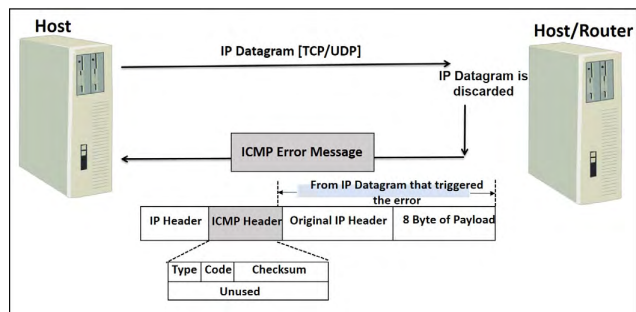 Host
Host/Router
IP Datagram [TCP/UDP]
IP Datagram is
discarded
ICMP Error Message
From IP Datagram that triggered
the error
IP Header ICMP Header Original IP Header 8 Byte of Payload
Type Code Checksum
Unused